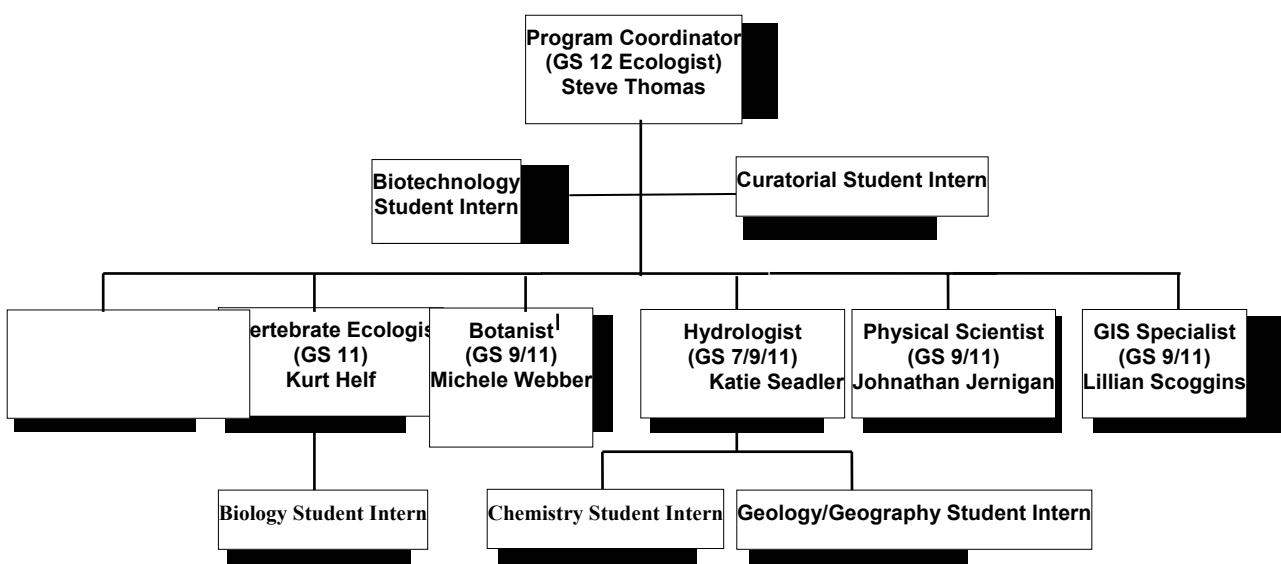 Program Coordinator
(GS 12 Ecologist)
Steve Thomas
Biotechnology
Student Intern
Curatorial Student Intern
(GS 11)
Kurt Helf
Botanist
(GS 9/11)
Michele Webber
Hydrologist
(GS 7/9/11)
Katie Seadler
Physical Scientist
(GS 9/11)
Johnathan Jernigan
GIS Specialist
(GS 9/11)
Lillian Scoggins
Biology Student Intern
Chemistry Student Intern
Geology/Geography Student Intern